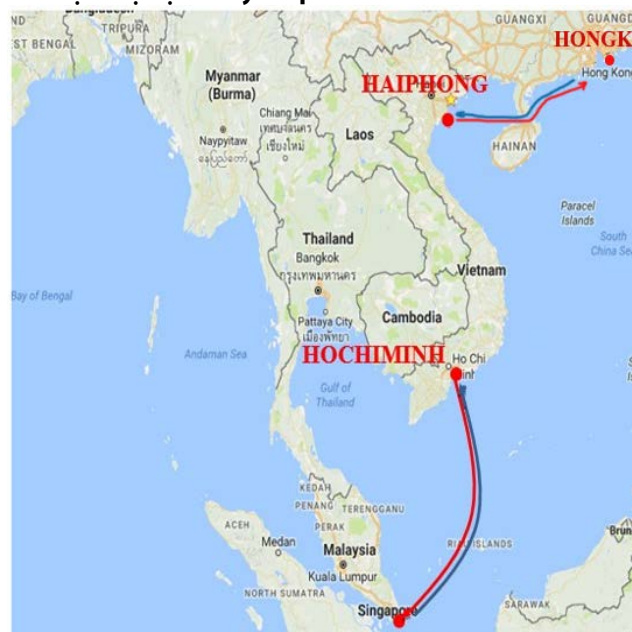 TRIPURA
ST BENGAL
MIZORAM
GUANGXI
HONGK
Hong Kong
Myanmar
(Burma)
HAIPHONG
Chiang Mai
เชียงใหม่
Laos
HAINAN
Naypyitaw
Paracel
Islands
South
China Sea
Thailand
Bangkok
กรุงเทพมหานคร
Vietnam
Bay of Bengal
Cambodia
Pattaya City
เมืองพัทยา
Andaman Sea
HOCHIMINH
Ho Chi
Gulf of
Thailand
KEDAH
PENANG
TERENGGANU
PERAK
ACEH
Medan
Malaysia
Kuala Lumpur
NORTH SUMATRA
ISLANDS
Brun
Singapore
SARAWAK